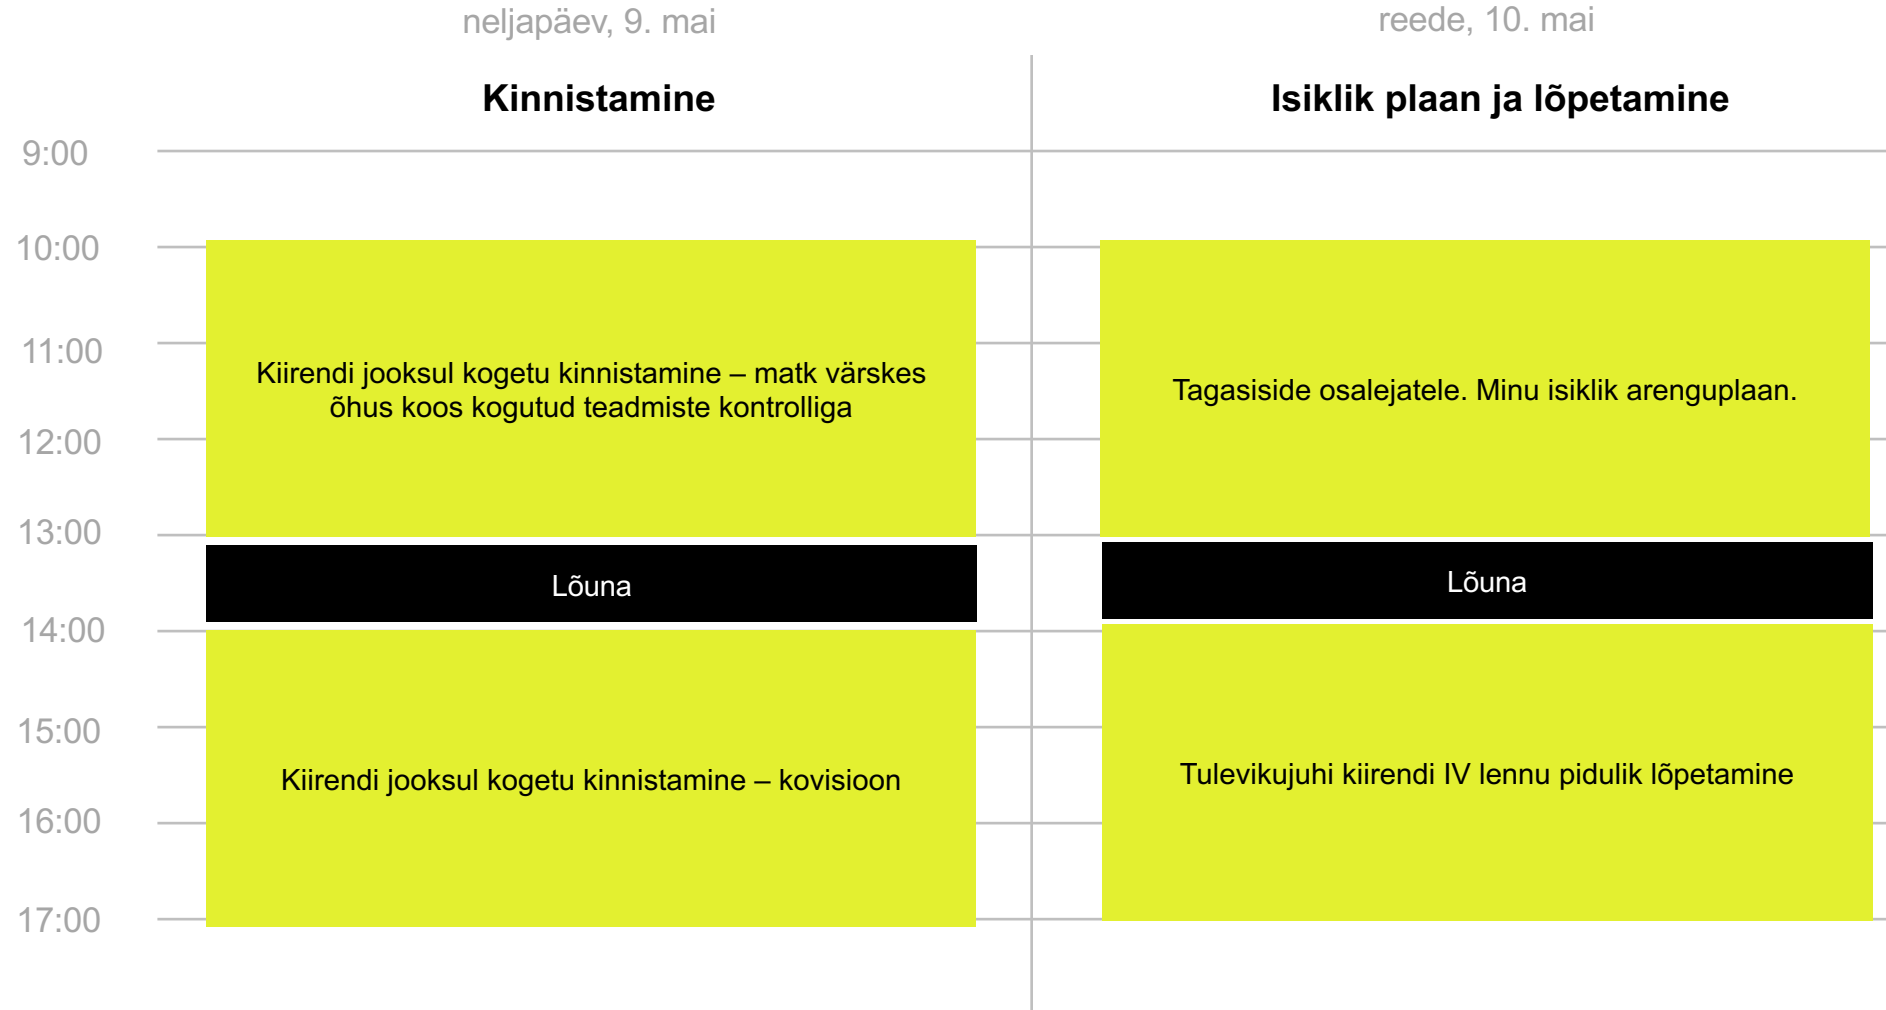 neljapäev, 9. mai
reede, 10. mai
Kinnistamine
Isiklik plaan ja lõpetamine
9:00
10:00
11:00
Kiirendi jooksul kogetu kinnistamine – matk värskes
õhus koos kogutud teadmiste kontrolliga
Tagasiside osalejatele. Minu isiklik arenguplaan.
12:00
13:00
Lõuna
Lõuna
14:00
15:00
Kiirendi jooksul kogetu kinnistamine – kovisioon
Tulevikujuhi kiirendi IV lennu pidulik lõpetamine
16:00
17:00